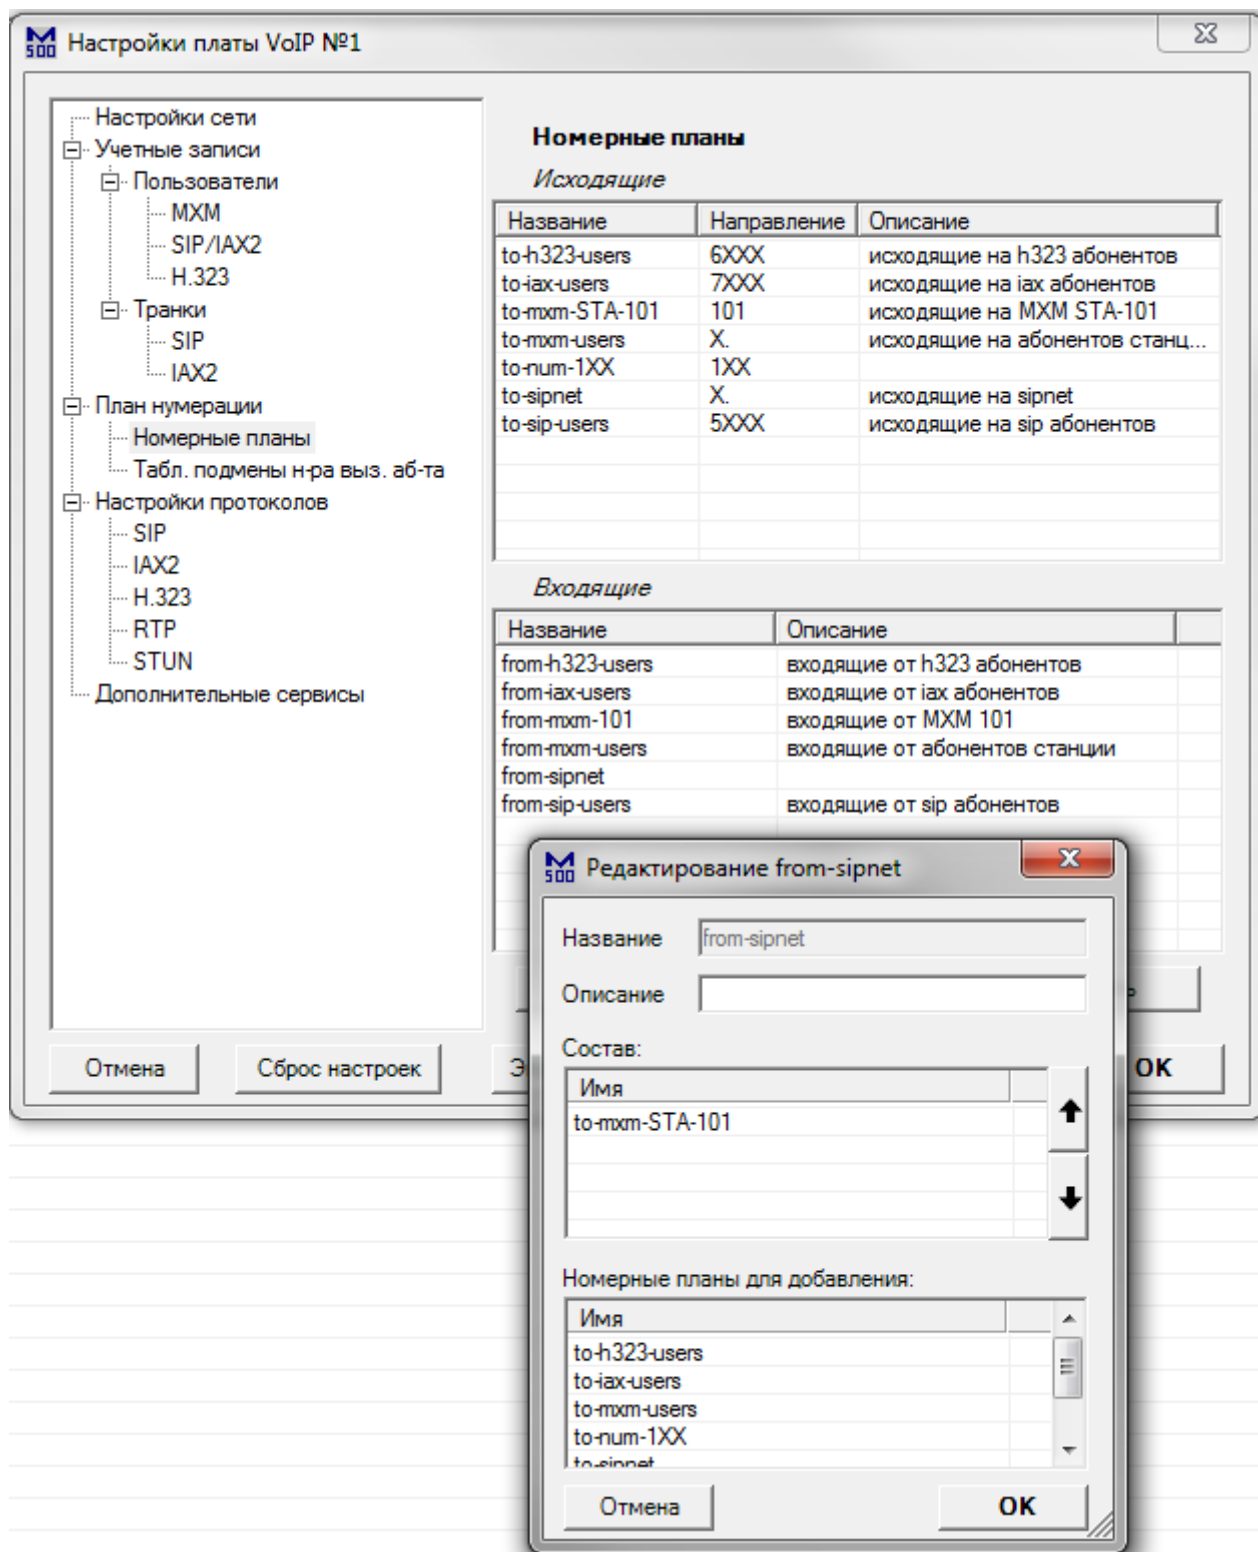 M 500 Настройки платы VoIP №1
Настройки сети
Учетные записи
Пользователи
MXM
SIP/IAX2
H.323
Транки
SIP
IAX2
План нумерации
Номерные планы
Табл. подмены н-ра выз. аб-та
Настройки протоколов
SIP
IAX2
H.323
RTP
STUN
Дополнительные сервисы
Номерные планы
Исходящие
Название Направление Описание
to-h323-users 6XXX исходящие на h323 абонентов
to-iax-users 7XXX исходящие на iax абонентов
to-mxm-STA-101 101 исходящие на MXM STA-101
to-mxm-users X. исходящие на абонентов станц...
to-num-1XX 1XX
to-sipnet X. исходящие на sipnet
to-sip-users 5XXX исходящие на sip абонентов
Входящие
Название Описание
from-h323-users входящие от h323 абонентов
from-iax-users входящие от iax абонентов
from-mxm-101 входящие от MXM 101
from-mxm-users входящие от абонентов станции
from-sipnet
from-sip-users входящие от sip абонентов
Отмена Сброс настроек OK
M 500 Редактирование from-sipnet
Название from-sipnet
Описание
Состав:
Имя
to-mxm-STA-101
Номерные планы для добавления:
Имя
to-h323-users
to-iax-users
to-mxm-users
to-num-1XX
to-sipnet
Отмена OK